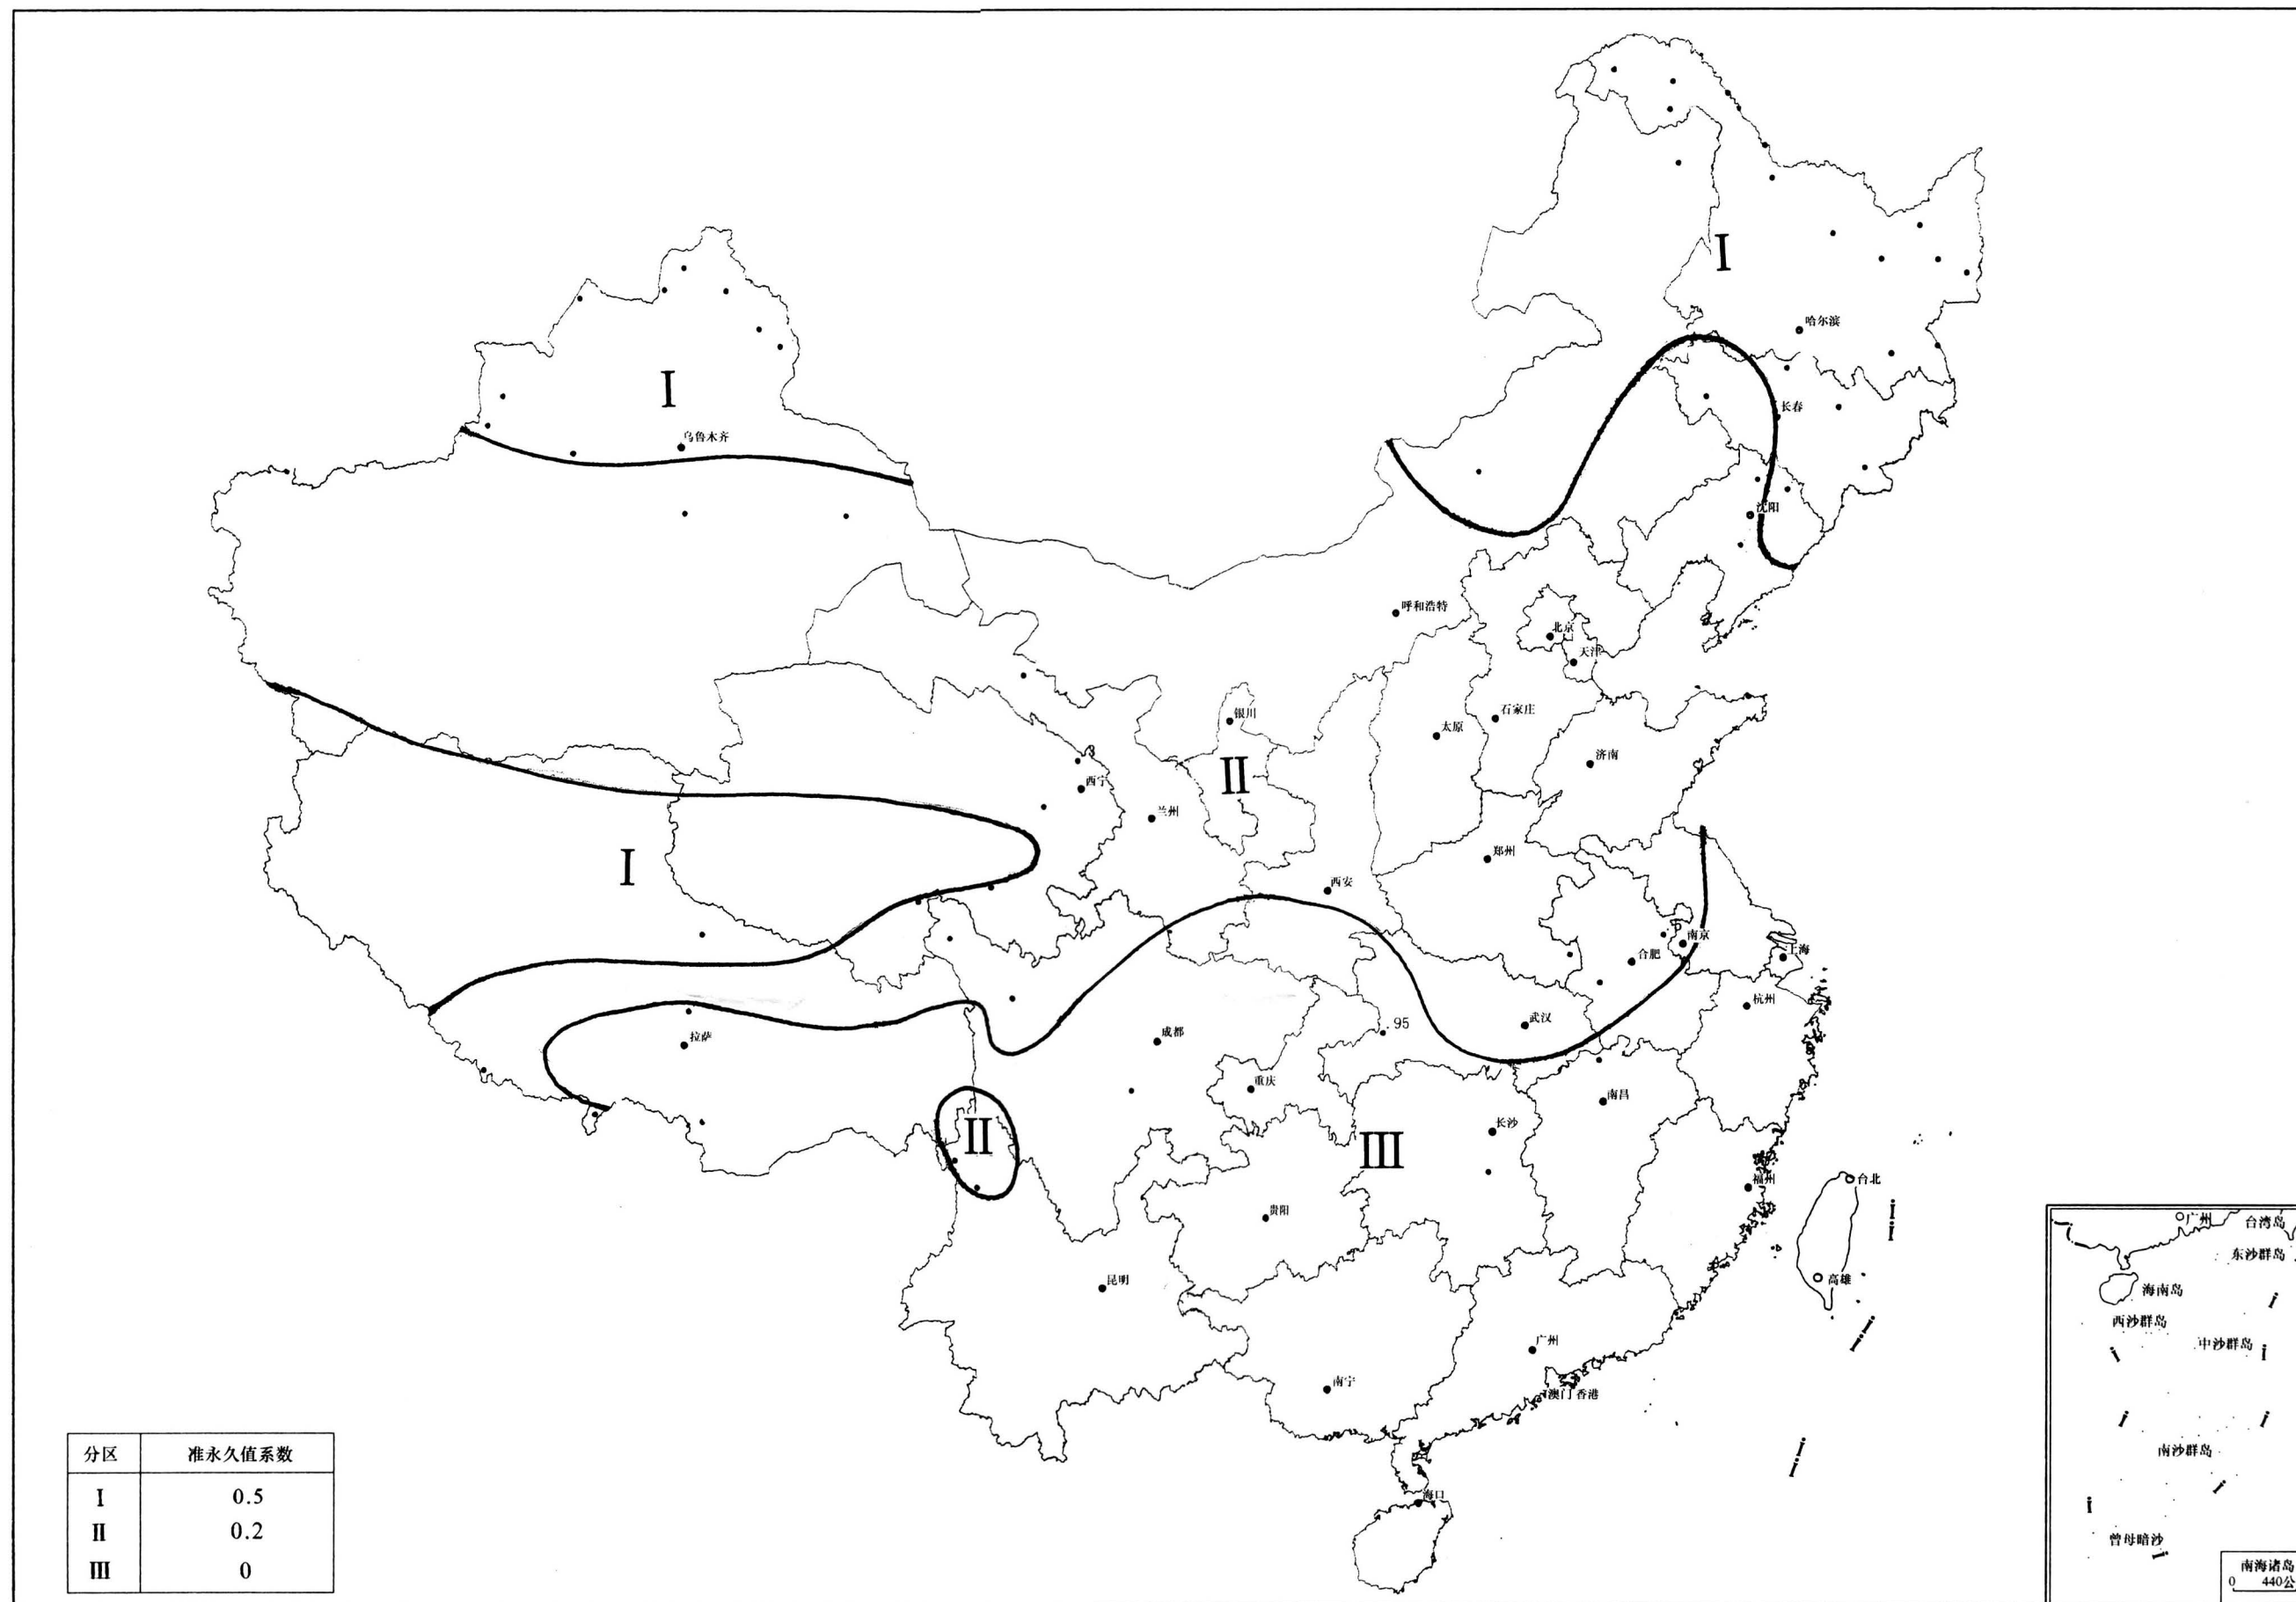 I
哈尔滨
I
乌鲁木齐
长春
沈阳
呼和浩特
北京
天津
银川
石家庄
太原
II
济南
西宁
兰州
I
郑州
西安
南京
合肥
上海
杭州
95
武汉
拉萨
成都
重庆
南昌
II
长沙
III
福州
台北
贵阳
高雄
昆明
广州
南宁
澳门 香港
海口
分区 准永久值系数
I 0.5
II 0.2
III 0
广州 台湾岛
东沙群岛
海南岛
西沙群岛
中沙群岛
南沙群岛
曾母暗沙
南海诸岛
0 440公